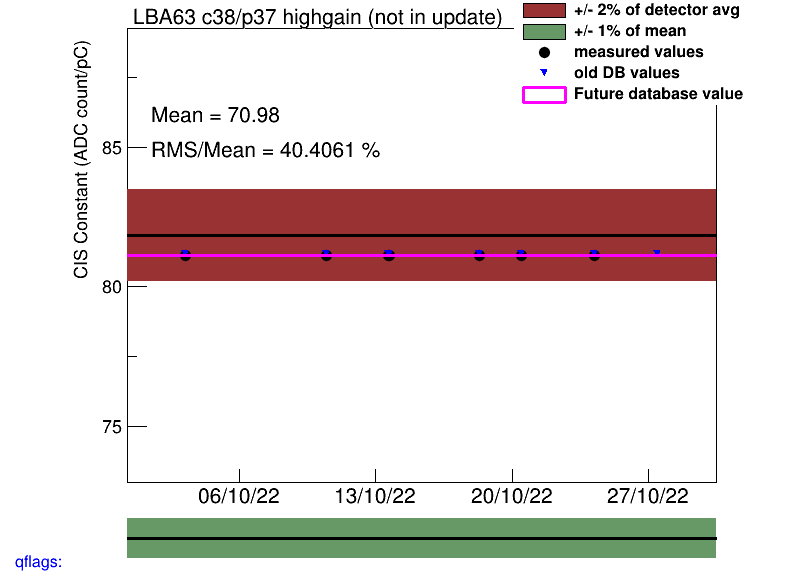 LBA63 c38/p37 highgain (not in update)
+/- 2% of detector avg
+/- 1% of mean
measured values
old DB values
Future database value
CIS Constant (ADC count/pC)
Mean = 70.98
RMS/Mean = 40.4061 %
85
80
75
06/10/22 13/10/22 20/10/22 27/10/22
qflags: